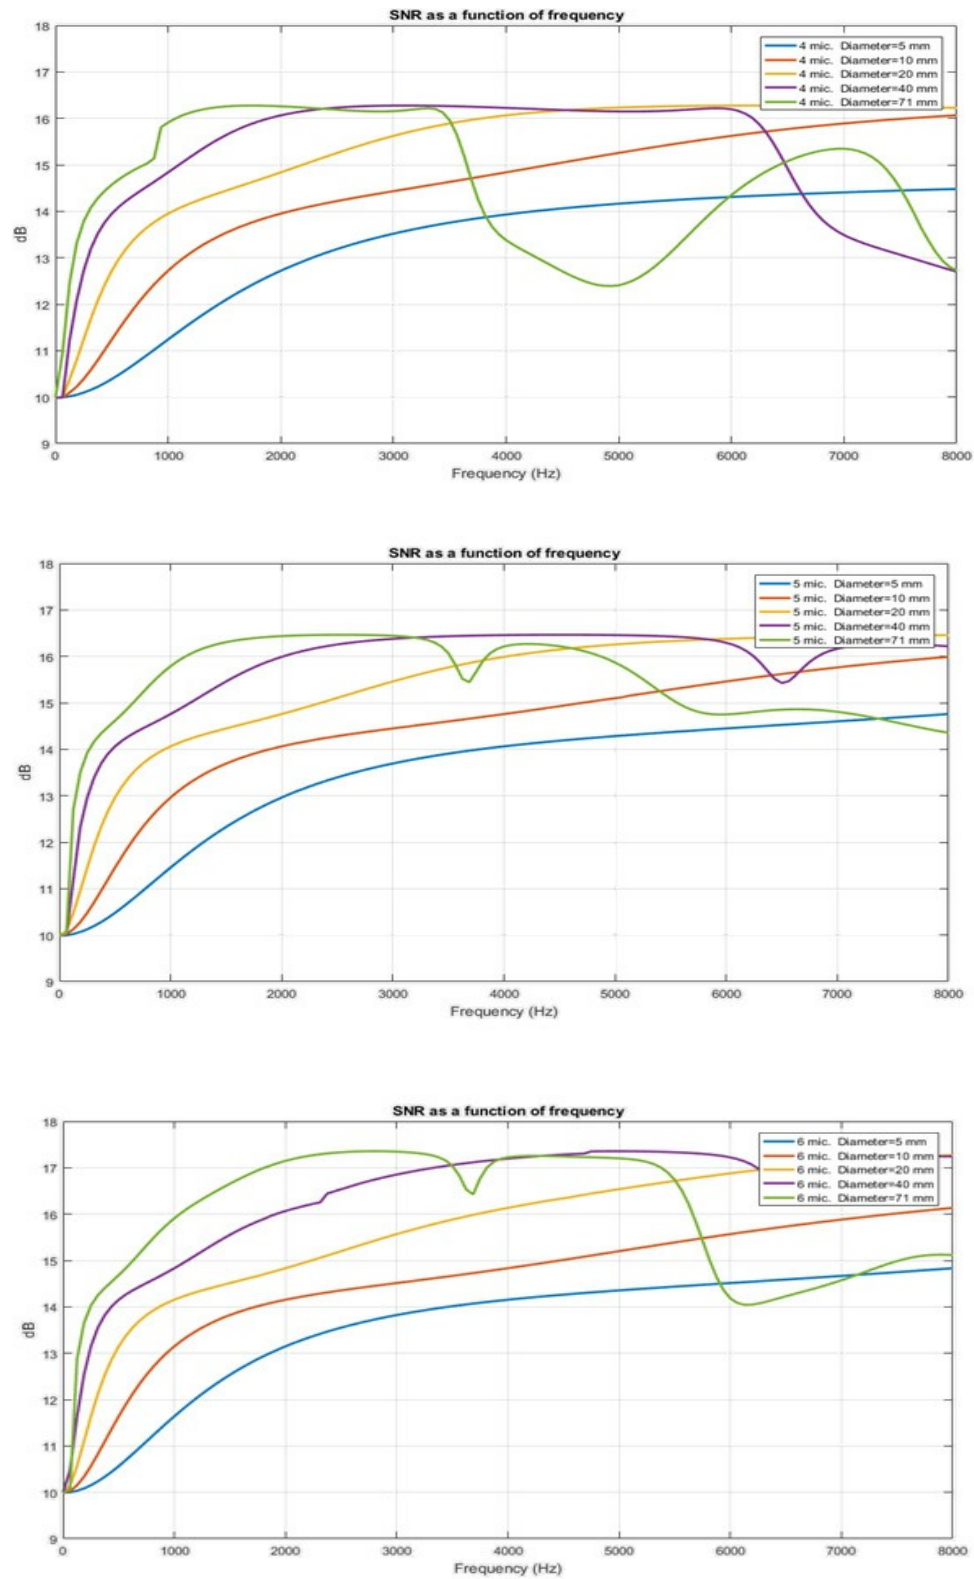 SNR as a function of frequency
18
17
16
15
14
13
12
11
10
9
dB
4 mic. Diameter=5 mm
4 mic. Diameter=10 mm
4 mic. Diameter=20 mm
4 mic. Diameter=40 mm
4 mic. Diameter=71 mm
0 1000 2000 3000 4000 5000 6000 7000 8000
Frequency (Hz)
SNR as a function of frequency
18
17
16
15
14
13
12
11
10
9
dB
5 mic. Diameter=5 mm
5 mic. Diameter=10 mm
5 mic. Diameter=20 mm
5 mic. Diameter=40 mm
5 mic. Diameter=71 mm
0 1000 2000 3000 4000 5000 6000 7000 8000
Frequency (Hz)
SNR as a function of frequency
18
17
16
15
14
13
12
11
10
9
dB
6 mic. Diameter=5 mm
6 mic. Diameter=10 mm
6 mic. Diameter=20 mm
6 mic. Diameter=40 mm
6 mic. Diameter=71 mm
0 1000 2000 3000 4000 5000 6000 7000 8000
Frequency (Hz)